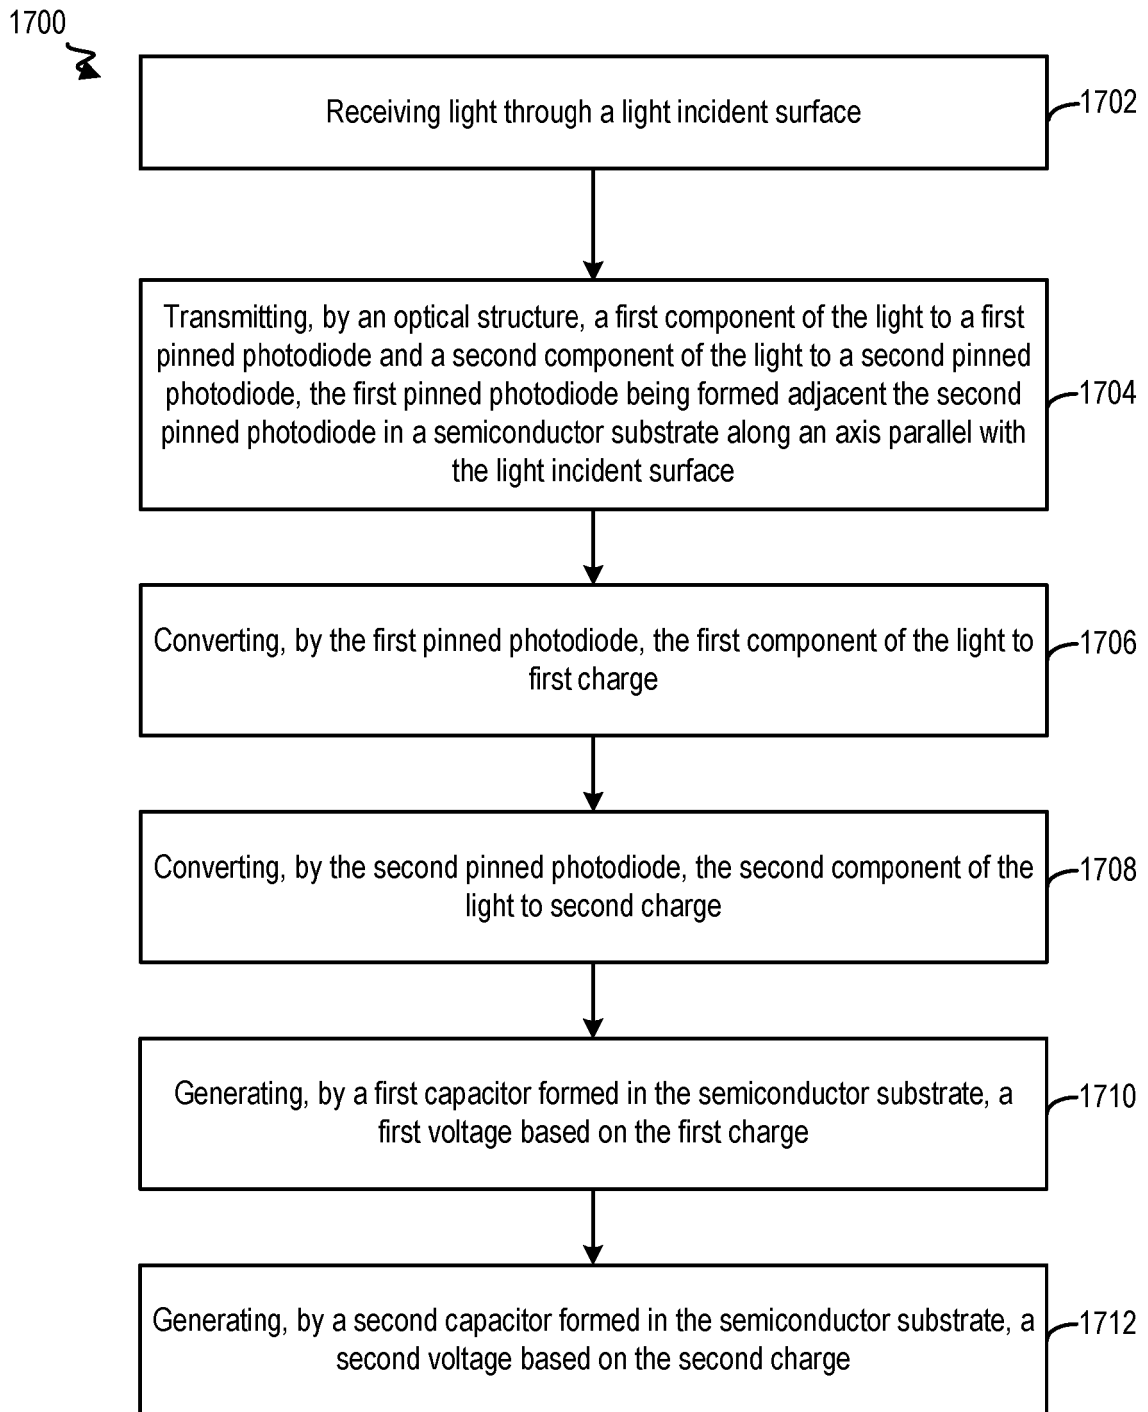 1700
Receiving light through a light incident surface
1702
Transmitting, by an optical structure, a first component of the light to a first
pinned photodiode and a second component of the light to a second pinned
photodiode, the first pinned photodiode being formed adjacent the second
pinned photodiode in a semiconductor substrate along an axis parallel with
the light incident surface
1704
Converting, by the first pinned photodiode, the first component of the light to
first charge
1706
Converting, by the second pinned photodiode, the second component of the
light to second charge
1708
Generating, by a first capacitor formed in the semiconductor substrate, a
first voltage based on the first charge
1710
Generating, by a second capacitor formed in the semiconductor substrate, a
second voltage based on the second charge
1712